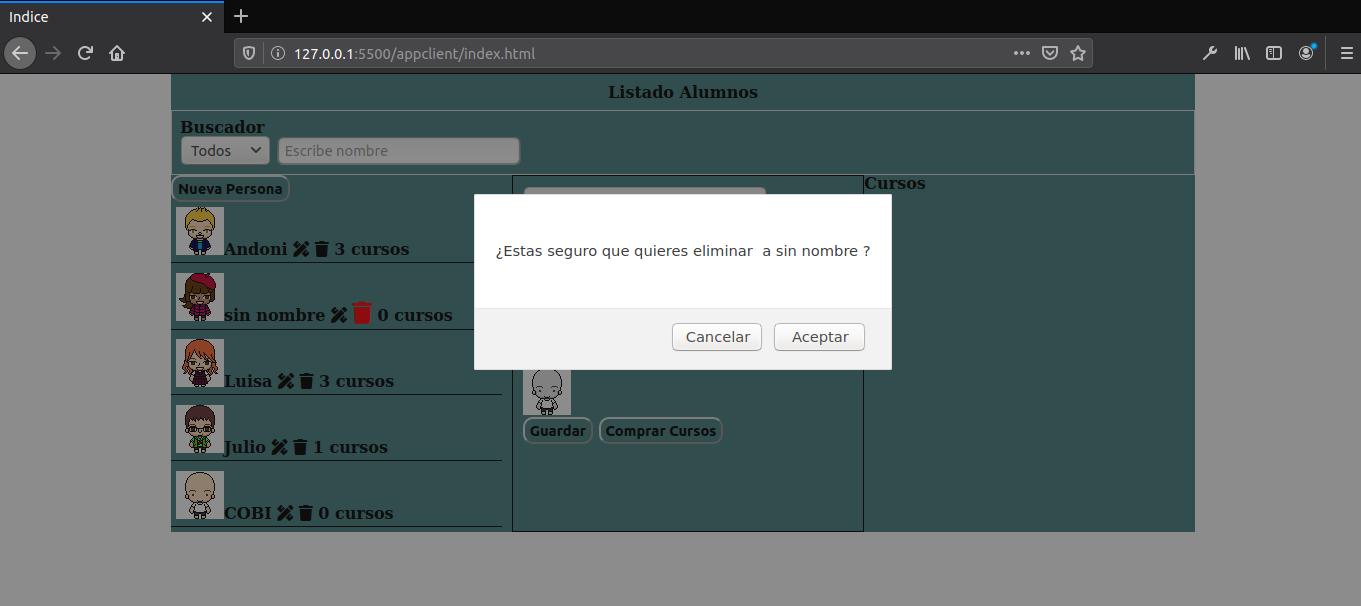 Indice
127.0.0.1:5500/appclient/index.html
Listado Alumnos
Buscador
Todos Escribe nombre
Nueva Persona
Cursos
Andoni 3 cursos
¿Estas seguro que quieres eliminar  a sin nombre ?
sin nombre 0 cursos
Cancelar Aceptar
Luisa 3 cursos
Guardar Comprar Cursos
Julio 1 cursos
COBI 0 cursos